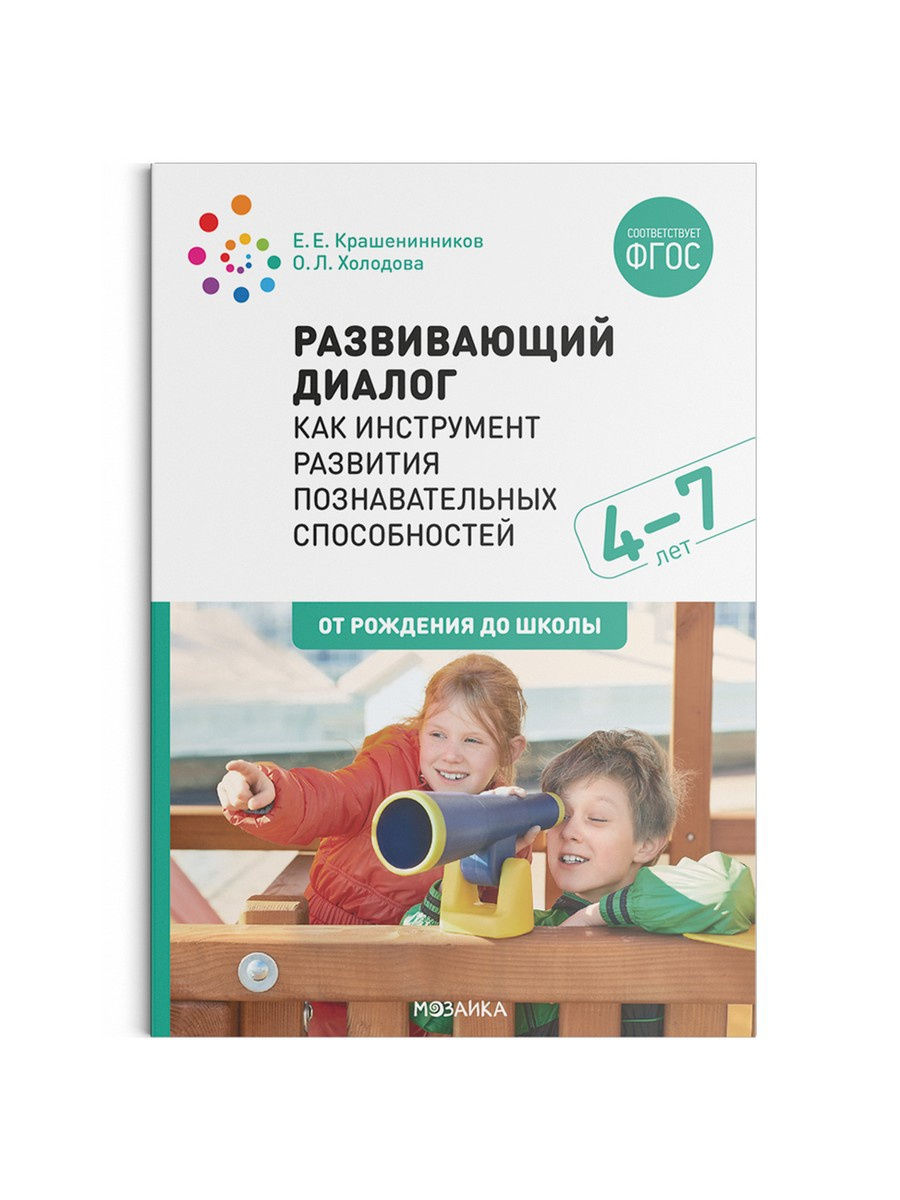 Е. Е. Крашенинников
О. Л. Холодова
СООТВЕТСТВУЕТ
ФГОС
РАЗВИВАЮЩИЙ
ДИАЛОГ
КАК ИНСТРУМЕНТ
РАЗВИТИЯ
ПОЗНАВАТЕЛЬНЫХ
СПОСОБНОСТЕЙ
4–7
лет
ОТ РОЖДЕНИЯ ДО ШКОЛЫ
МОЗАИКА